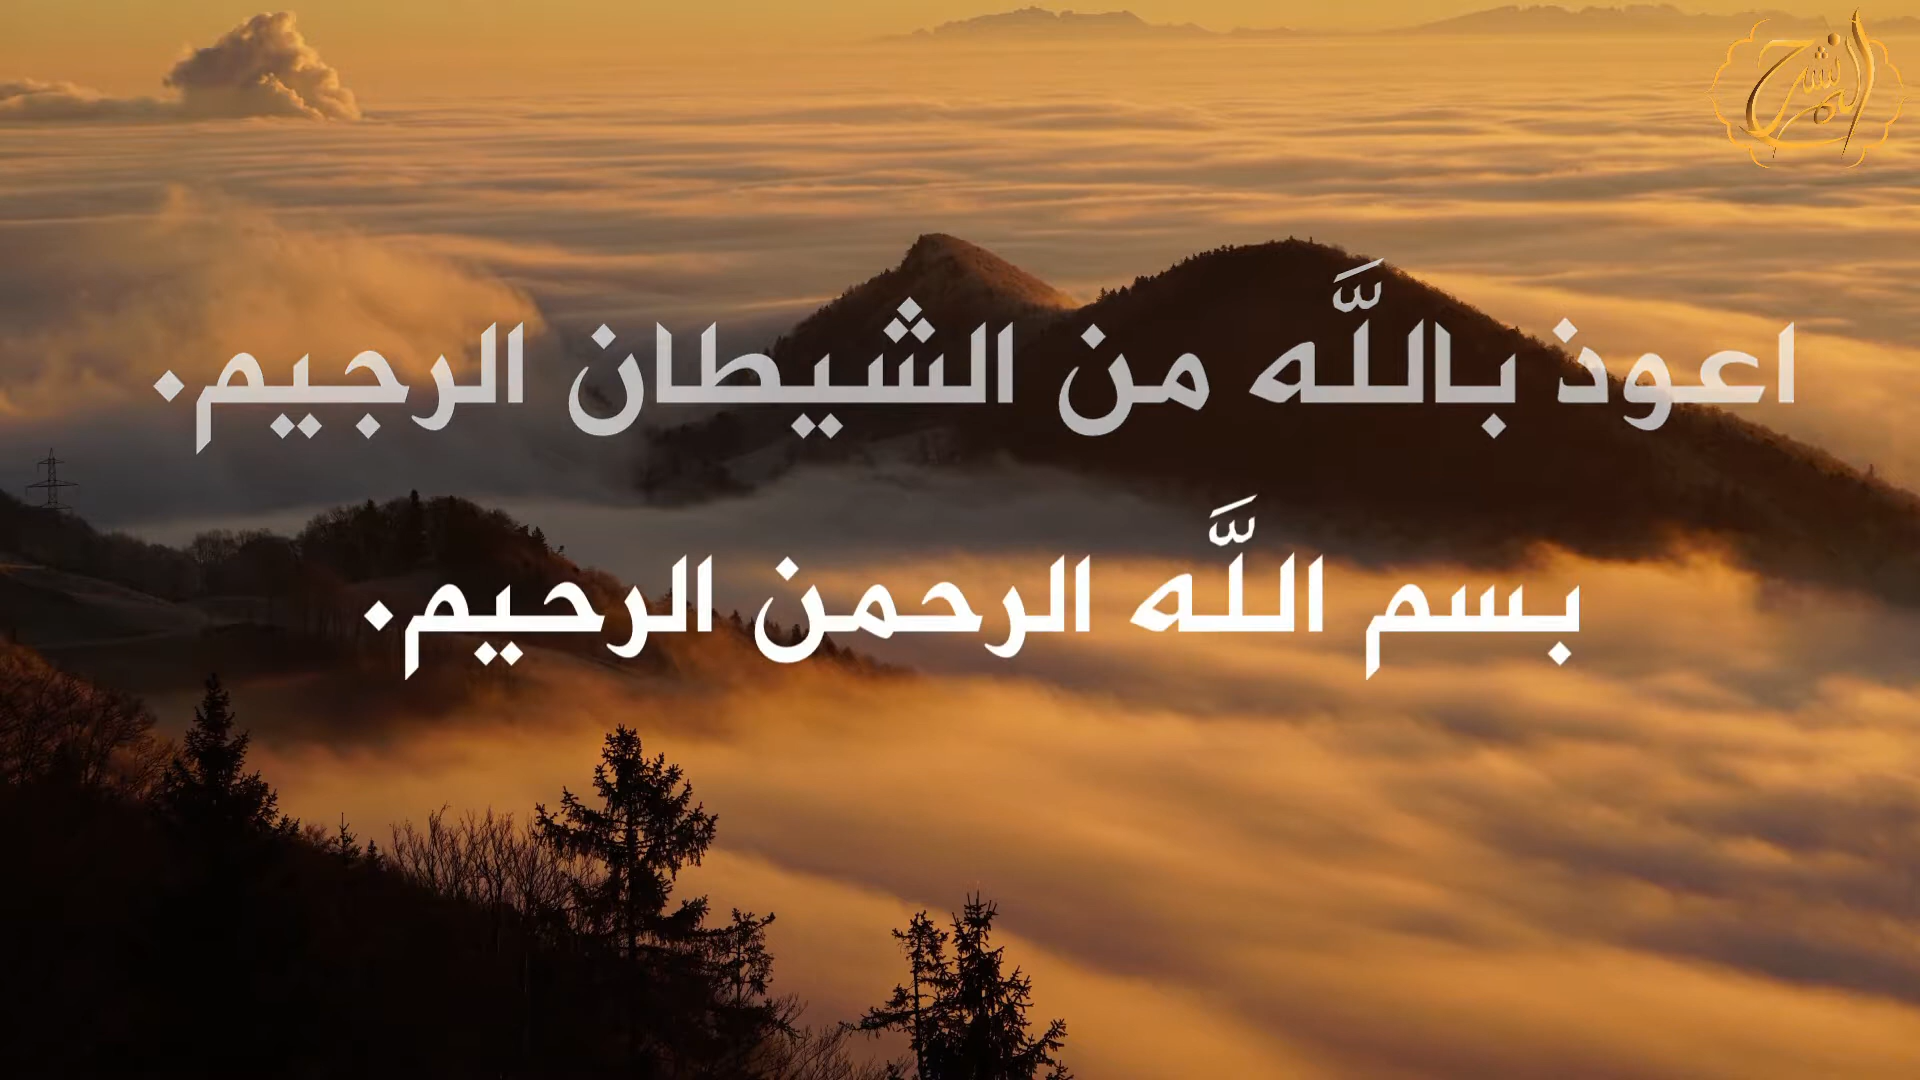 اعوذ باللَّه من الشيطان الرجيم.
بسم اللَّه الرحمن الرحيم.